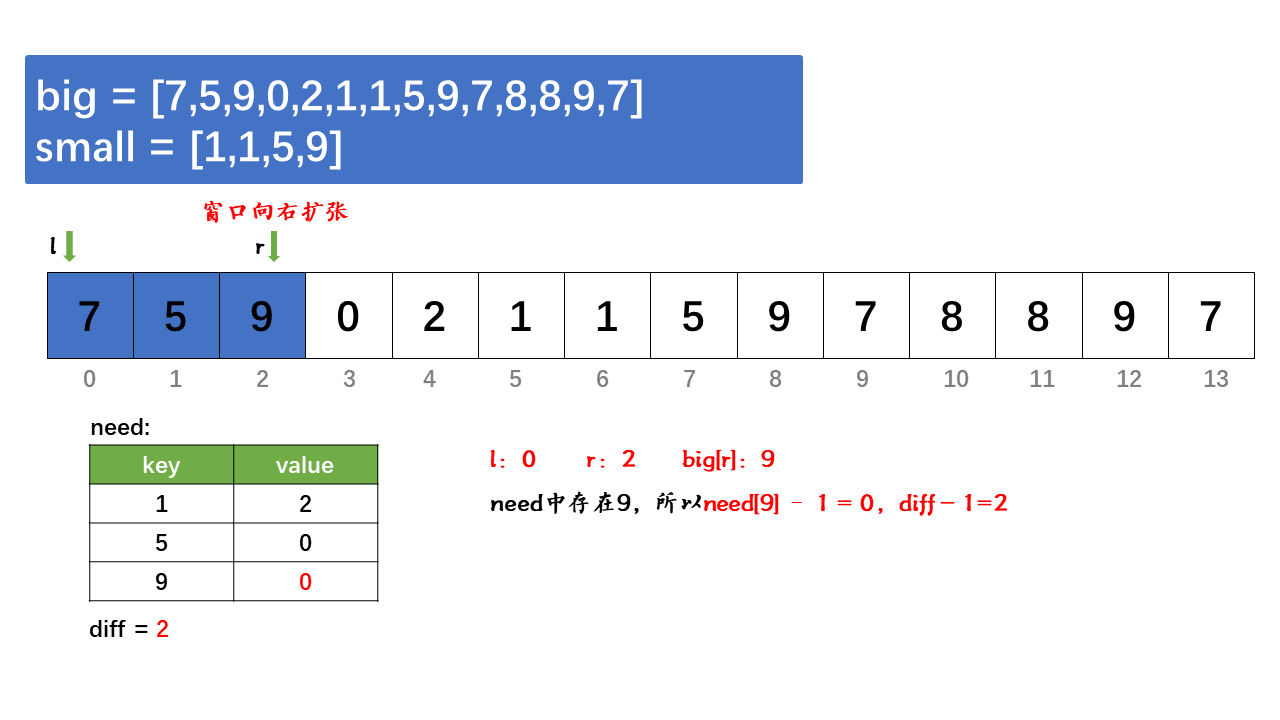 big = [7,5,9,0,2,1,1,5,9,7,8,8,9,7]
small = [1,1,5,9]
窗口向右扩张
l r
7 5 9 0 2 1 1 5 9 7 8 8 9 7
0 1 2 3 4 5 6 7 8 9 10 11 12 13
need:
key value
1 2
5 0
9 0
diff = 2
l: 0 r: 2 big[r]: 9
need中存在9，所以need[9] - 1 = 0，diff - 1=2